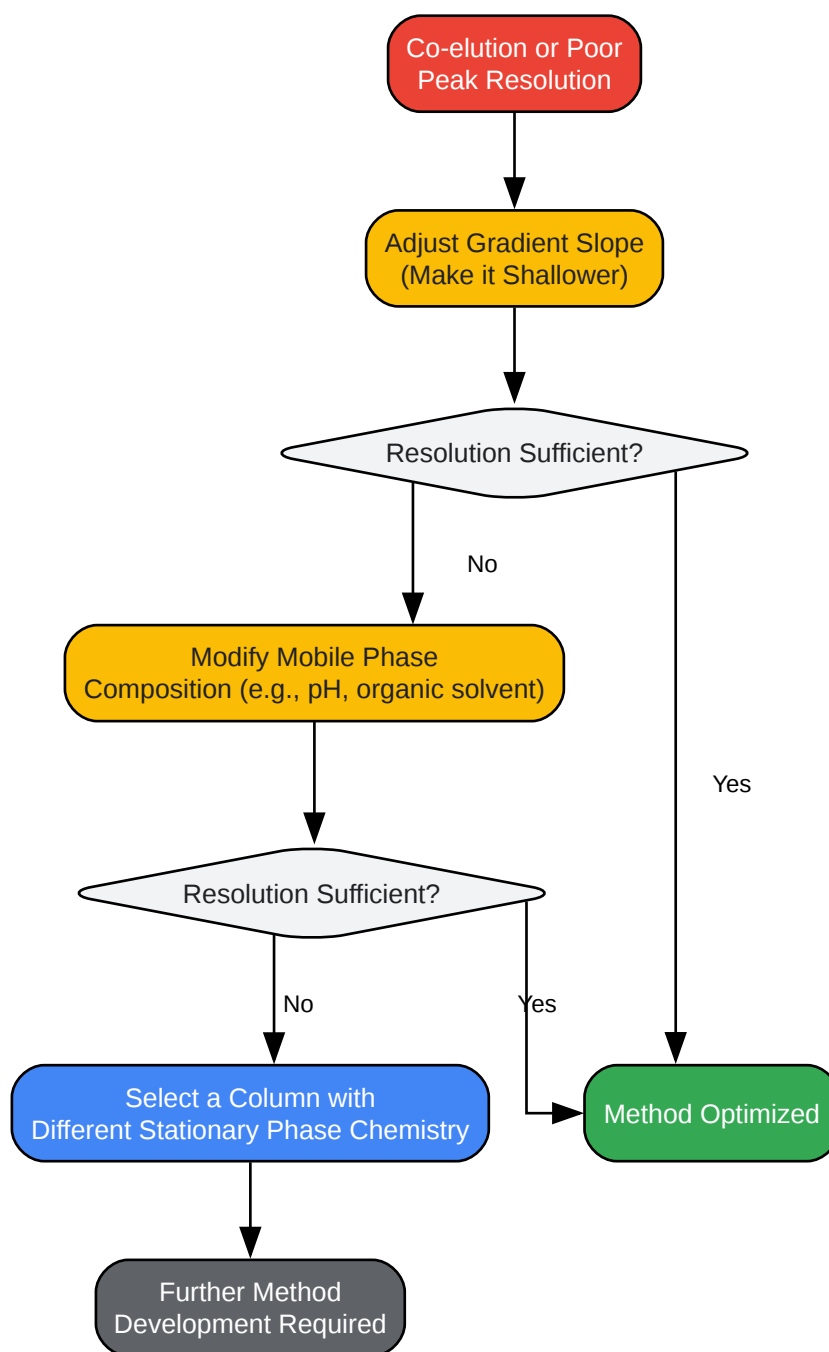 Co-elution or Poor
Peak Resolution
Adjust Gradient Slope
(Make it Shallower)
Resolution Sufficient?
No
Modify Mobile Phase
Composition (e.g., pH, organic solvent)
Yes
Resolution Sufficient?
No
Yes
Select a Column with
Different Stationary Phase Chemistry
Method Optimized
Further Method
Development Required